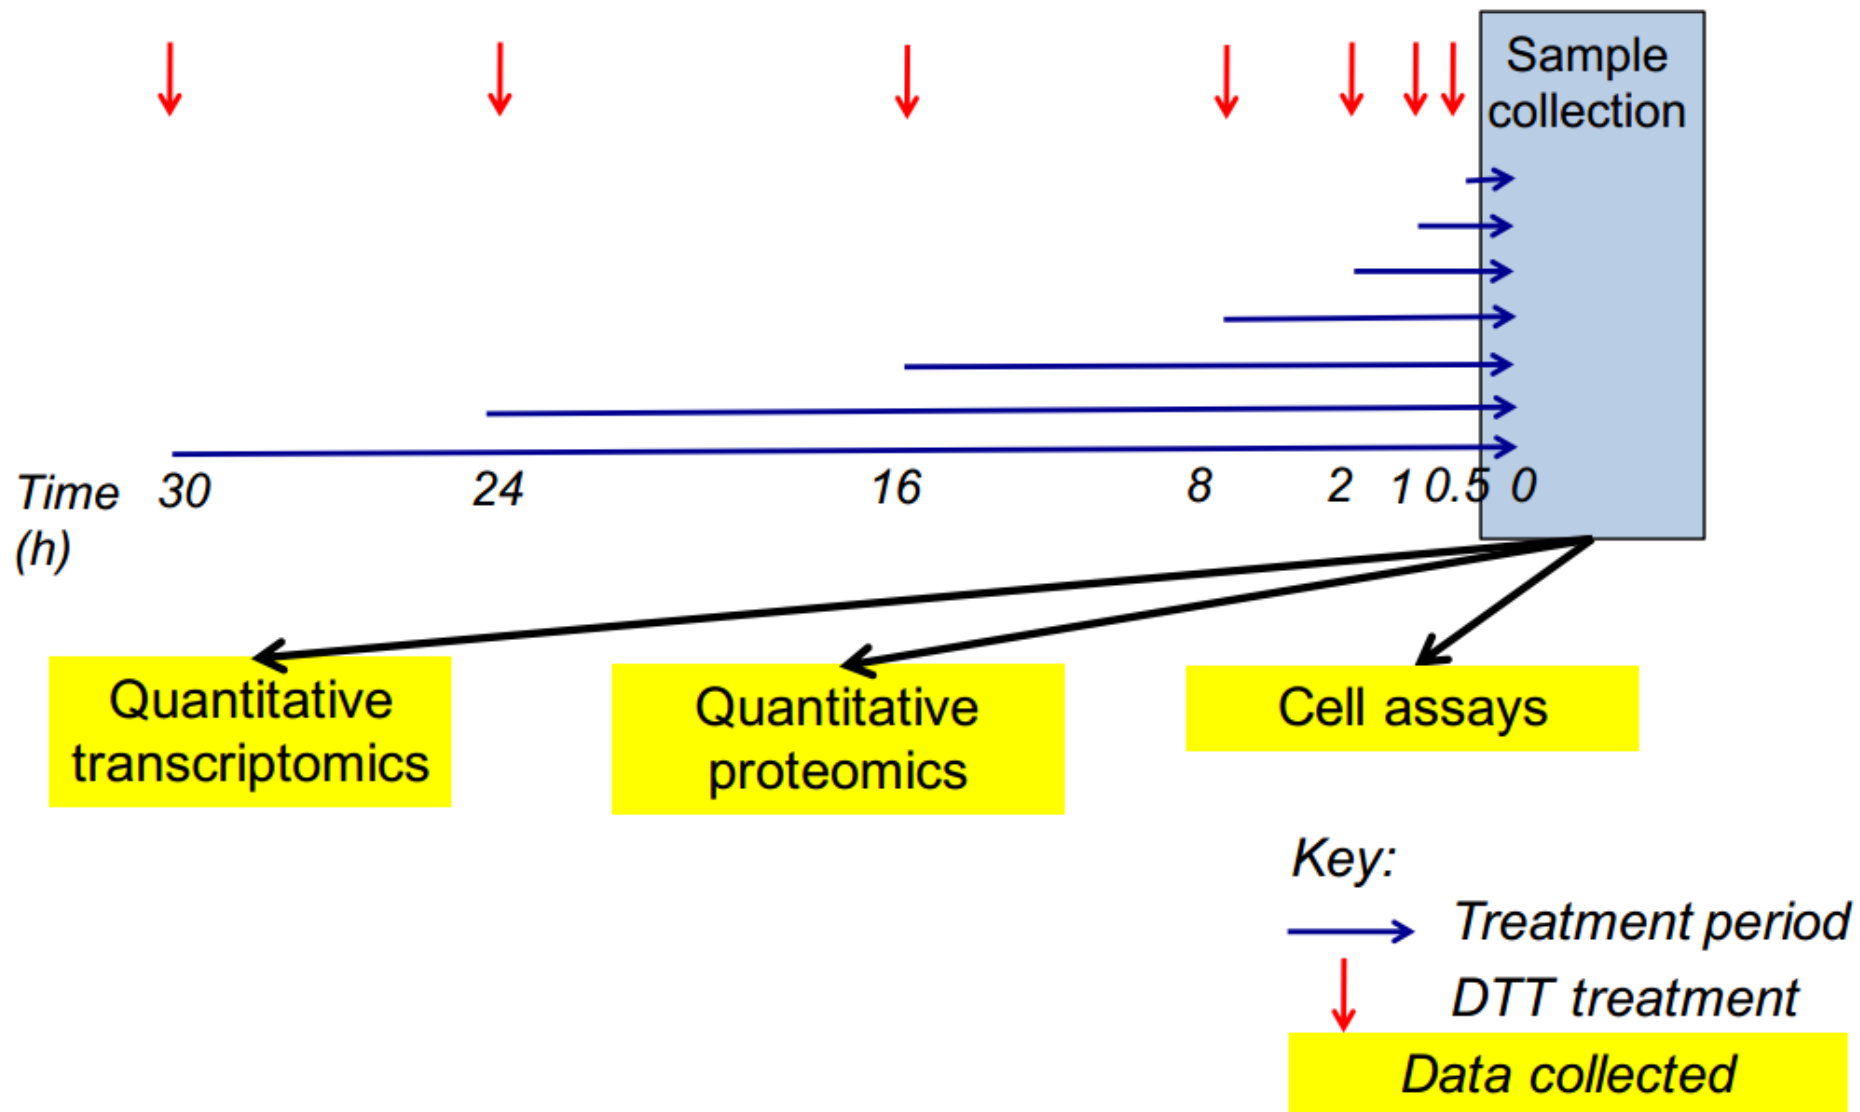 Sample
collection
Time 30 24 16 8 2 1 0.5 0
(h)
Quantitative
transcriptomics
Quantitative
proteomics
Cell assays
Key:
Treatment period
DTT treatment
Data collected